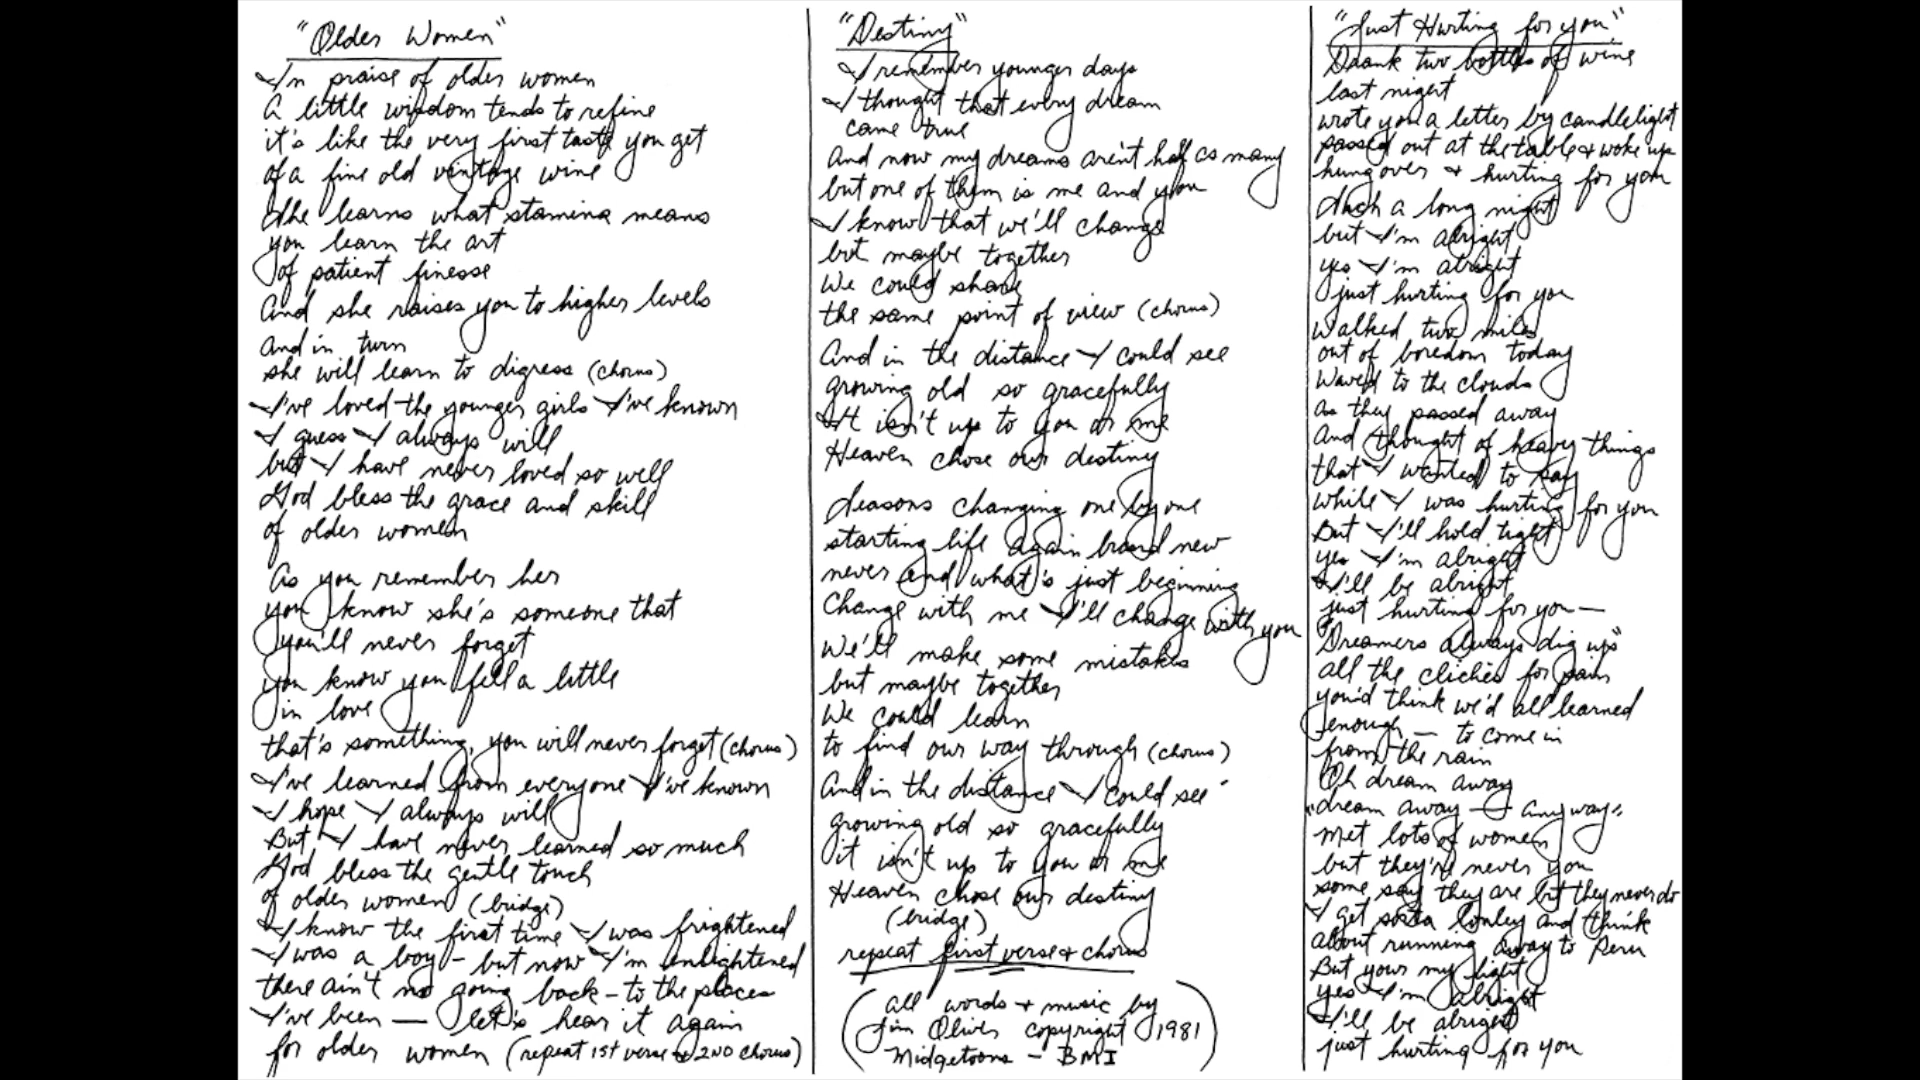 "Older Women"
In praise of older women
A little wisdom tends to refine
it's like the very first taste you get
of a fine old vintage wine
She learns what stamina means
you learn the art
of patient finesse
And she raises you to higher levels
and in turn
she will learn to digress (chorus)
I've loved the younger girls I've known
I guess I always will
but I have never loved so well
God bless the grace and skill
of older women
As you remember her
you know she's someone that
you'll never forget
you know you fell a little
in love
that's something, you will never forget (chorus)
I've learned from everyone I've known
I hope I always will
But I have never learned so much
God bless the gentle touch
of older women (bridge)
I know the first time I was frightened
I was a boy - but now I'm enlightened
there ain't no going back - to the places
I've been — let's hear it again
for older women (repeat 1st verse & 2nd chorus)
"Destiny"
I remember younger days
I thought that every dream
came true
And now my dreams aren't half as many
but one of them is me and you
I know that we'll change
but maybe together
We could share
the same point of view (chorus)
And in the distance I could see
growing old so gracefully
It isn't up to you or me
Heaven chose our destiny
Seasons changing one by one
starting life again brand new
never end what's just beginning
Change with me I'll change with you
We'll make some mistakes
but maybe together
We could learn
to find our way through (chorus)
And in the distance I could see
growing old so gracefully
it isn't up to you or me
Heaven chose our destiny
(bridge)
repeat first verse & chorus
(all words & music by
Jim Oliver copyright 1981)
Midgetoons - BMI
"Just Hurting for you"
Drank two bottles of wine
last night
wrote you a letter by candlelight
passed out at the table & woke up
hungover & hurting for you
Such a long night
but I'm alright
yes I'm alright
just hurting for you
Walked two miles
out of boredom today
Waved to the clouds
as they passed away
And thought of heavy things
that I wanted to say
while I was hurting for you
But I'll hold tight
yes I'm alright
I'll be alright
just hurting for you —
"Dreamers always dig up"
all the clichés for pain
you'd think we'd all learned
enough — to come in
from the rain
Oh dream away
"dream away — anyway"
Met lots of women
but they're never you
some say they are but they never do
I get sorta lonley and think
about running away to Peru
But your my light
yes I'm alright
I'll be alright
just hurting for you